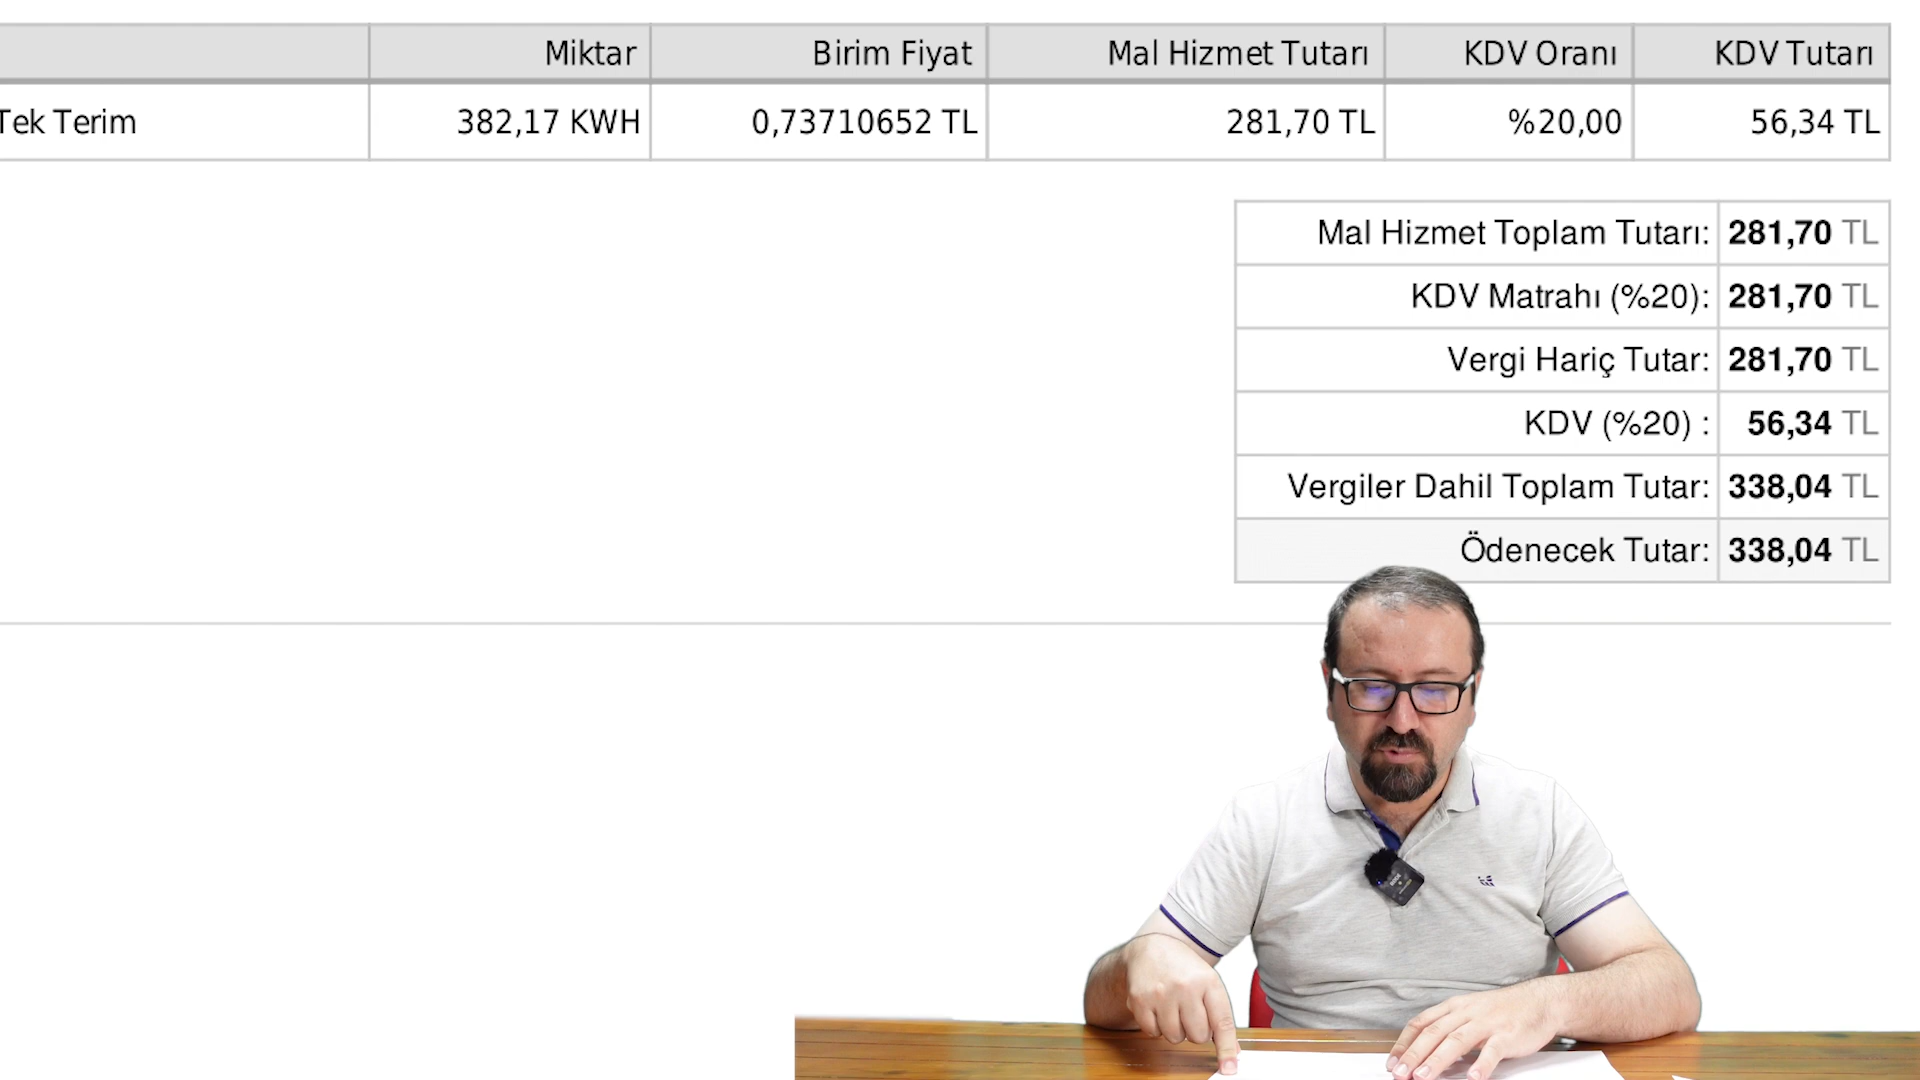 Miktar Birim Fiyat Mal Hizmet Tutarı KDV Oranı KDV Tutarı
Tek Terim 382,17 KWH 0,73710652 TL 281,70 TL %20,00 56,34 TL
Mal Hizmet Toplam Tutarı: 281,70 TL
KDV Matrahı (%20): 281,70 TL
Vergi Hariç Tutar: 281,70 TL
KDV (%20) : 56,34 TL
Vergiler Dahil Toplam Tutar: 338,04 TL
Ödenecek Tutar: 338,04 TL